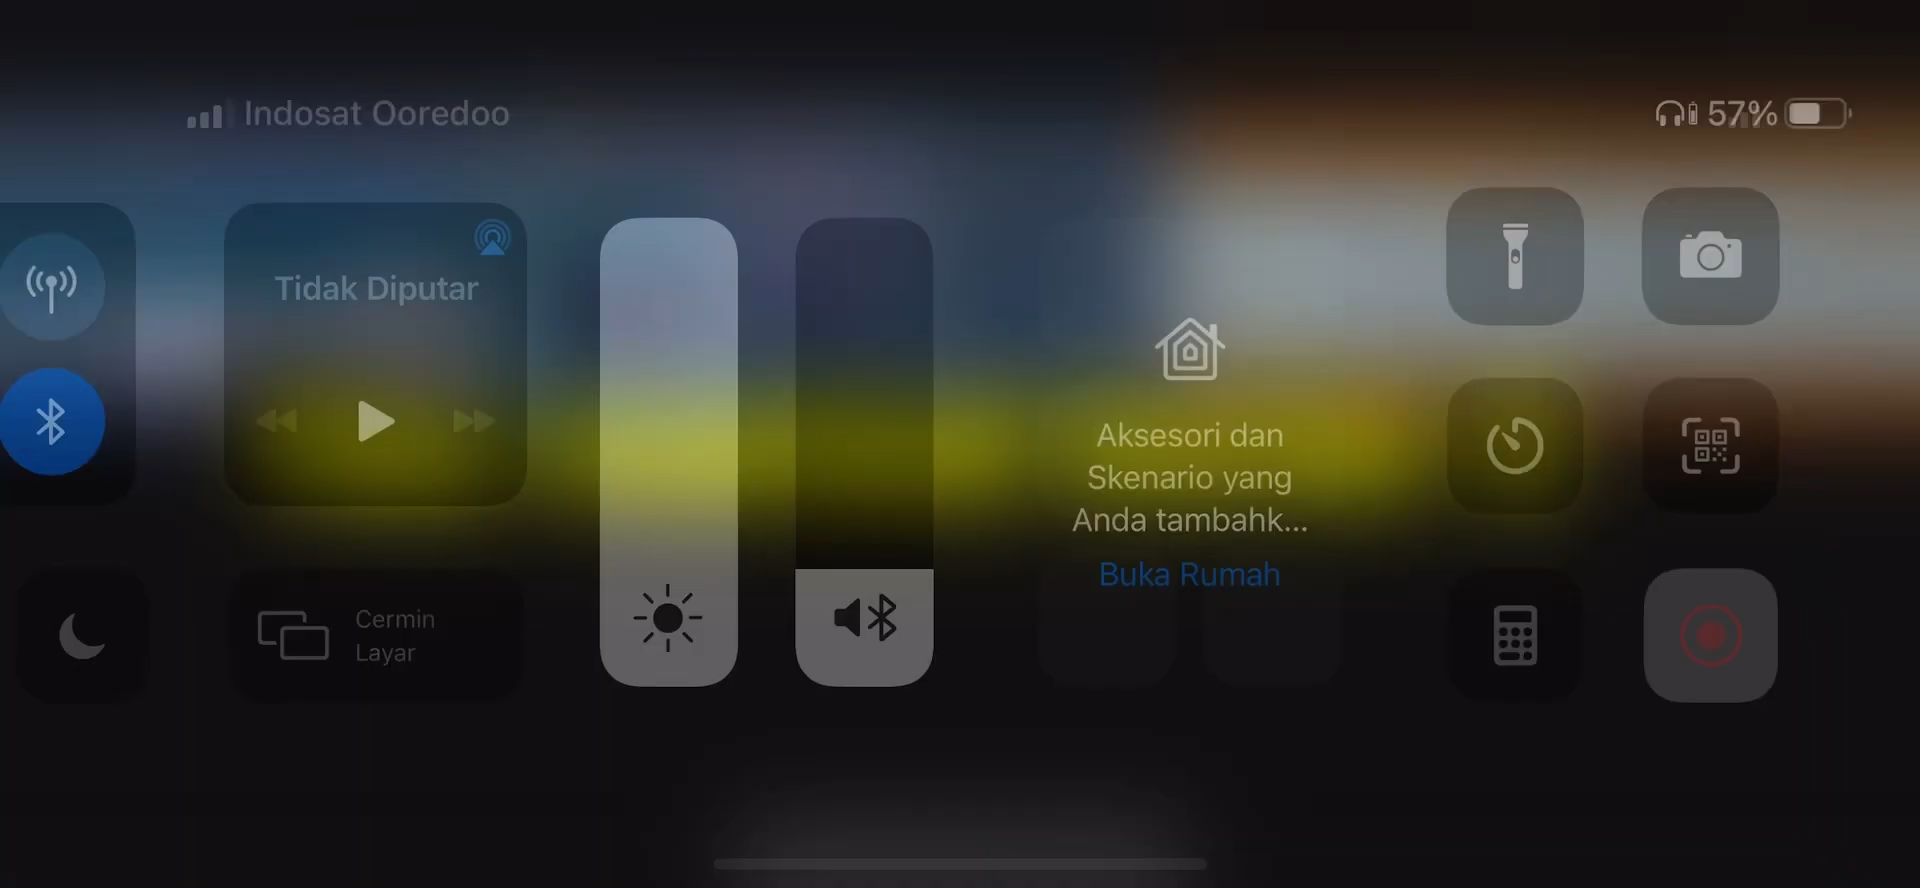 Indosat Ooredoo
57%
Tidak Diputar
Aksesori dan
Skenario yang
Anda tambahk...
Buka Rumah
Cermin
Layar